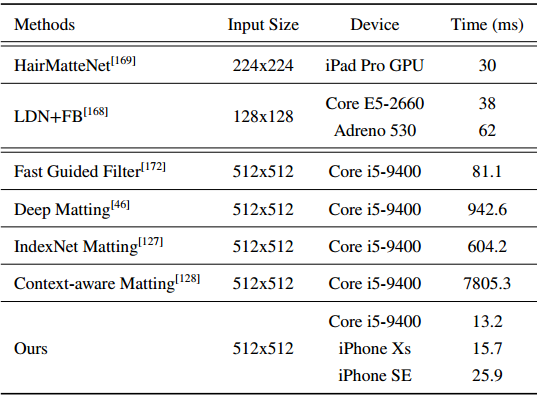 Methods Input Size Device Time (ms)
HairMatteNet[169] 224x224 iPad Pro GPU 30
LDN+FB[168] 128x128 Core E5-2660 38
Adreno 530 62
Fast Guided Filter[172] 512x512 Core i5-9400 81.1
Deep Matting[46] 512x512 Core i5-9400 942.6
IndexNet Matting[127] 512x512 Core i5-9400 604.2
Context-aware Matting[128] 512x512 Core i5-9400 7805.3
Ours 512x512 Core i5-9400 13.2
iPhone Xs 15.7
iPhone SE 25.9